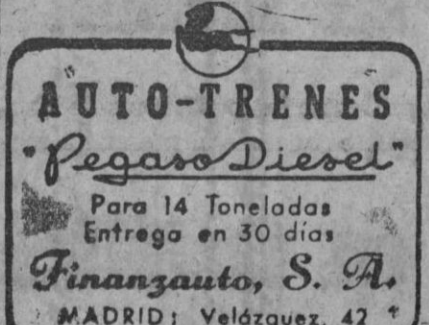 AUTO-TRENES
"Pegaso Diesel"
Para 14 Toneladas
Entrega en 30 días
Finanzauto, S. A.
MADRID: Velázquez, 42